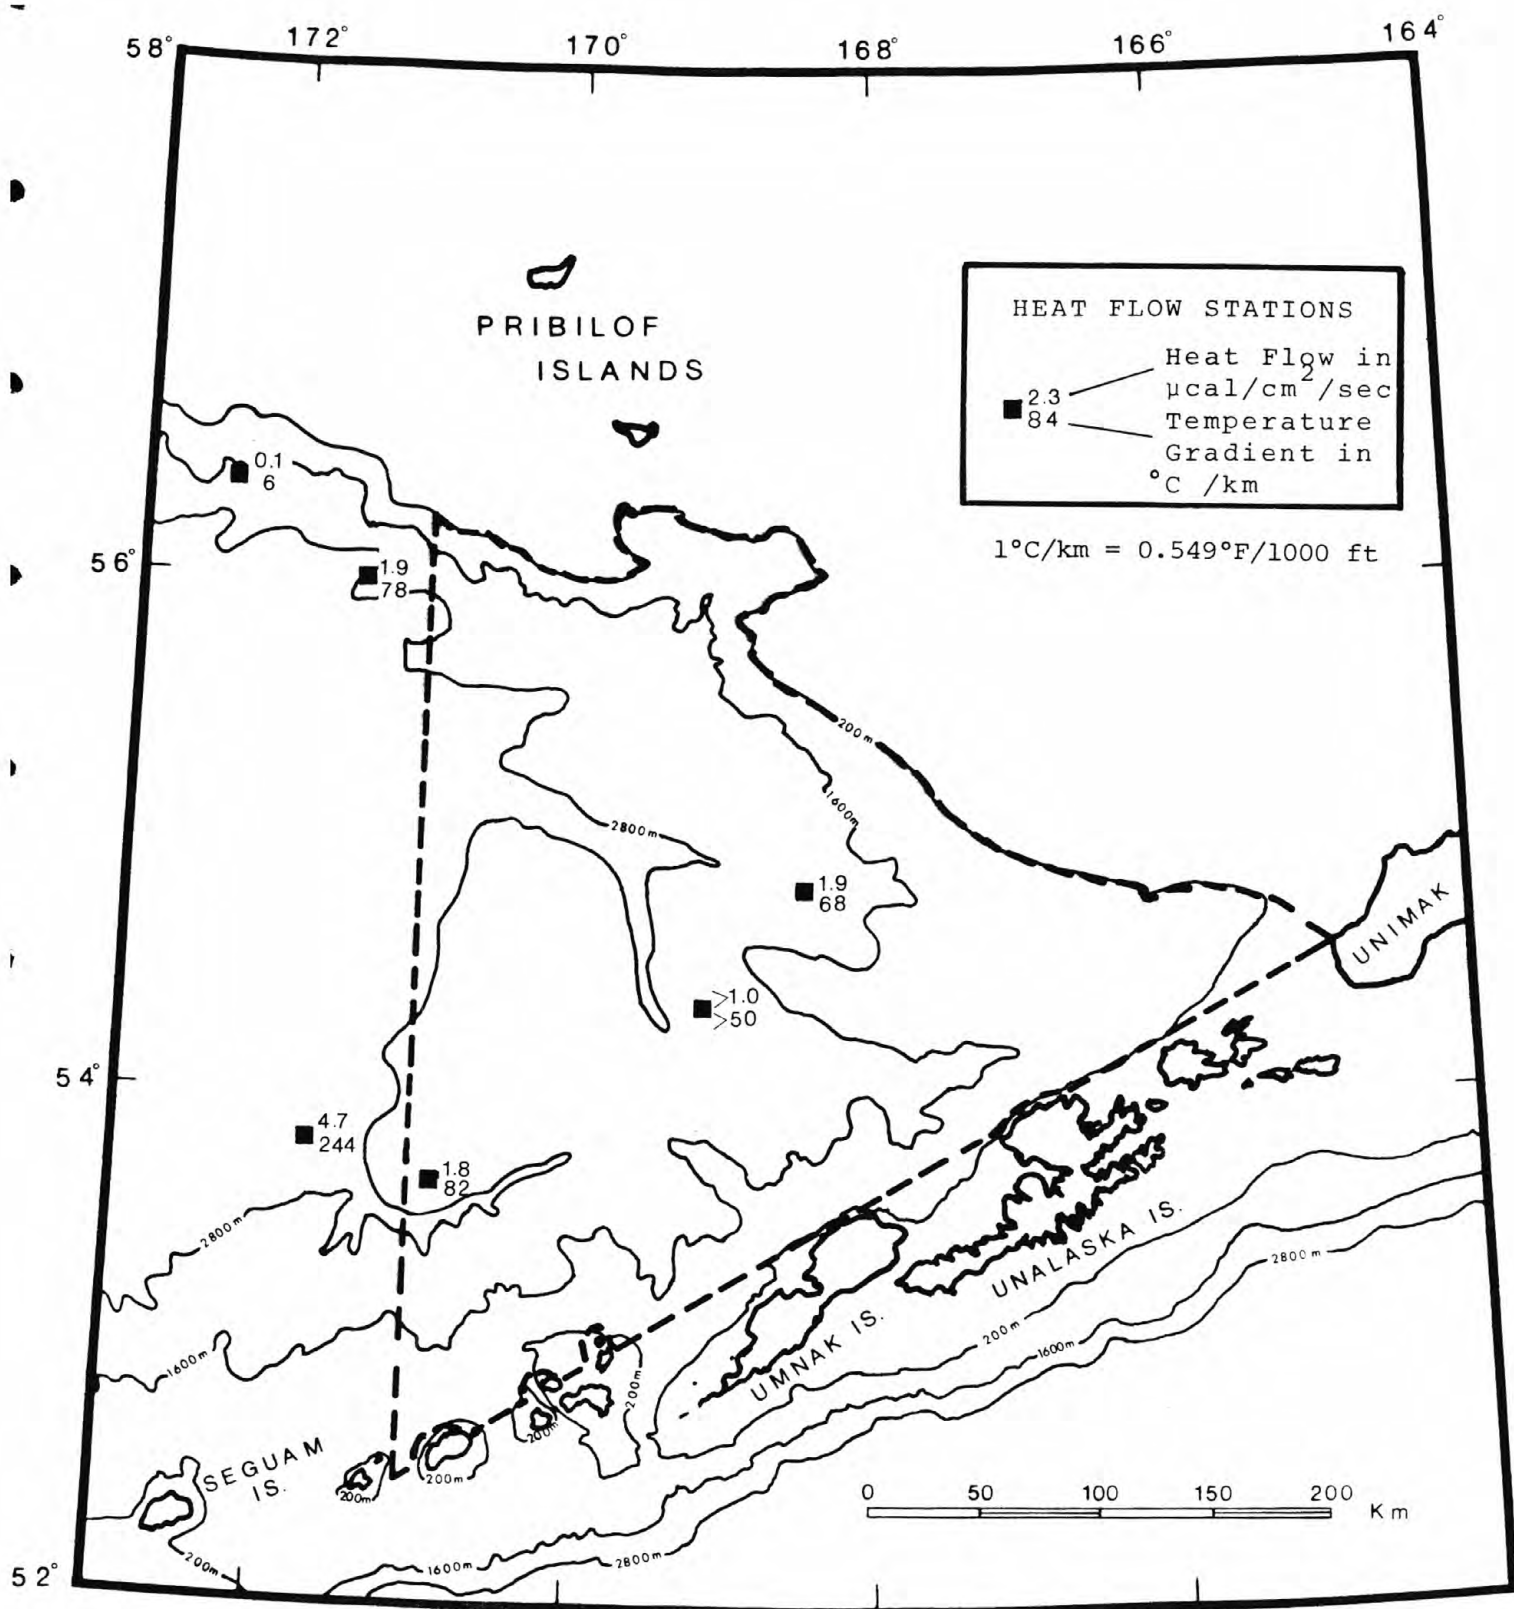 58° 172° 170° 168° 166° 164°
PRIBILOF
ISLANDS
HEAT FLOW STATIONS
Heat Flow in
2.3 µcal/cm²/sec
84 Temperature
Gradient in
°C /km
1°C/km = 0.549°F/1000 ft
0.1
6
56°
1.9
78
200m
1600m
2800m
1.9
68
UNIMAK
>1.0
>50
54°
4.7
244
1.8
82
2800m
UNALASKA IS.
2800m
200m
1600m
1600m
UMNAK IS.
200m
200m
SEGUAM
IS.
200m
200m
0 50 100 150 200
Km
200m
1600m
2800m
52°